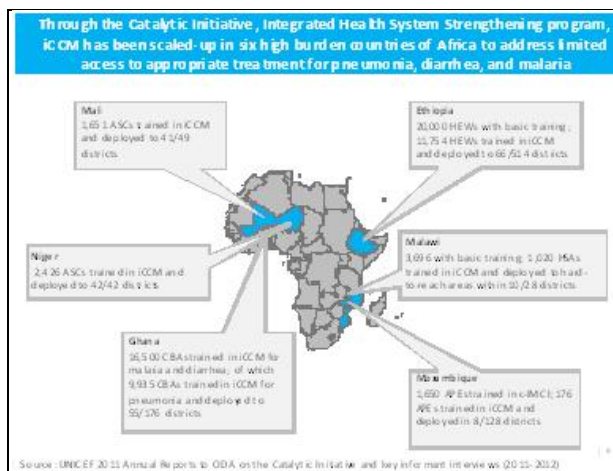 Through the Catalytic Initiative, Integrated Health System Strengthening program,
iCCM has been scaled-up in six high burden countries of Africa to address limited
access to appropriate treatment for pneumonia, diarrhea, and malaria
Mali
1,651 ASCs trained in iCCM
and deployed to 41/49
districts
Ethiopia
20,000 HEWs with basic training;
11,754 HEWs trained in iCCM
and deployed to 66/514 districts
Niger
2,426 ASCs trained in iCCM and
deployed to 42/42 districts
Malawi
3,696 with basic training; 1,020 HSAs
trained in iCCM and deployed to hard-
to reach areas within 10/28 districts
Ghana
16,500 CBAs trained in iCCM for
malaria and diarrhea; of which
9,935 CBAs trained in iCCM for
pneumonia and deployed to
55/176 districts
Mozambique
1,650 APEs trained in c-IMCI; 176
APEs trained in iCCM and
deployed in 8/128 districts
Source: UNICEF 2011 Annual Reports to ODA on the Catalytic Initiative and key informant interviews (2011-2012)